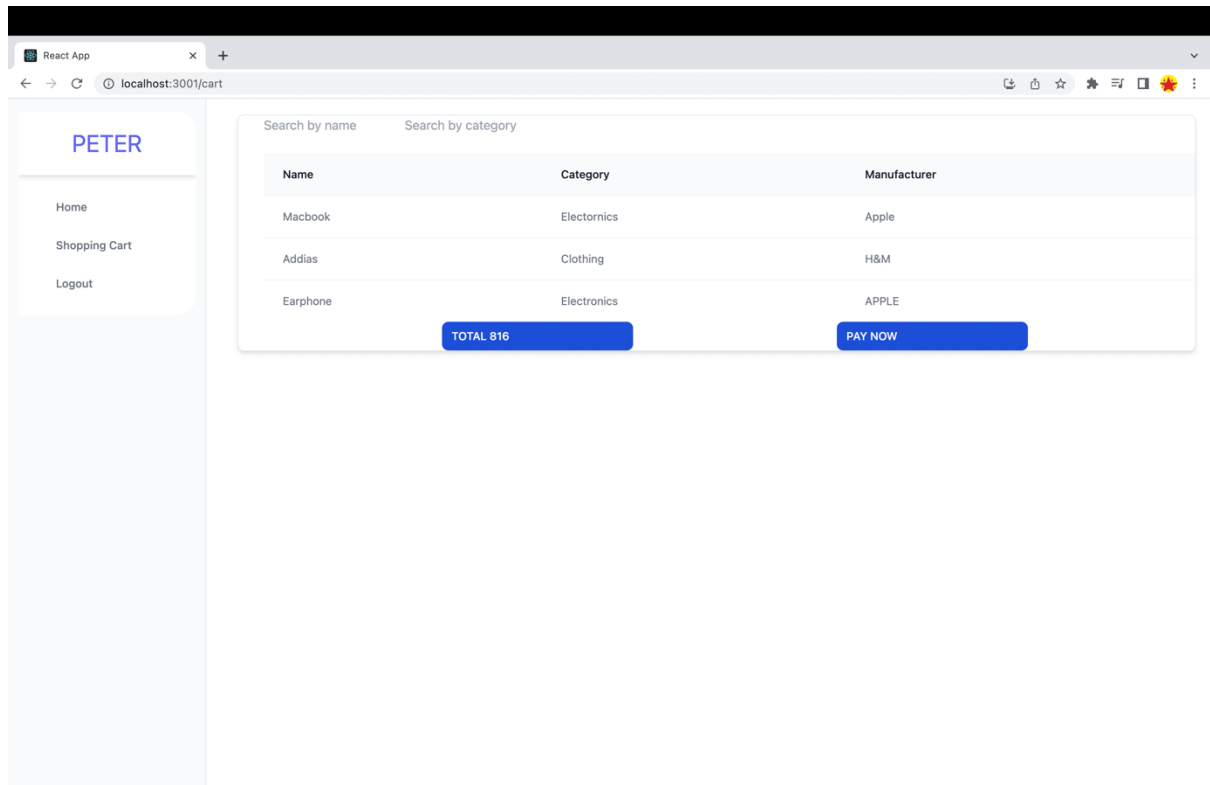 React App
localhost:3001/cart
PETER
Home
Shopping Cart
Logout
Search by name Search by category
Name Category Manufacturer
Macbook Electornics Apple
Addias Clothing H&M
Earphone Electronics APPLE
TOTAL 816 PAY NOW